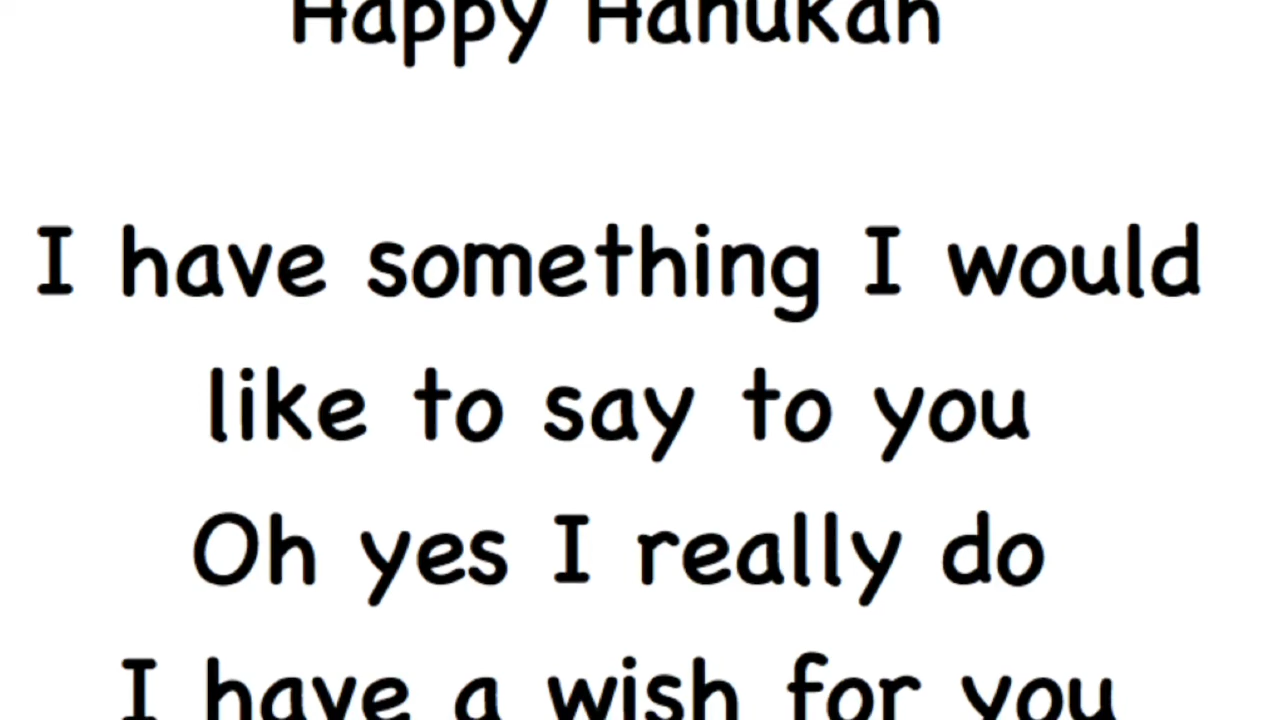 Happy Hanukah
I have something I would
like to say to you
Oh yes I really do
I have a wish for you